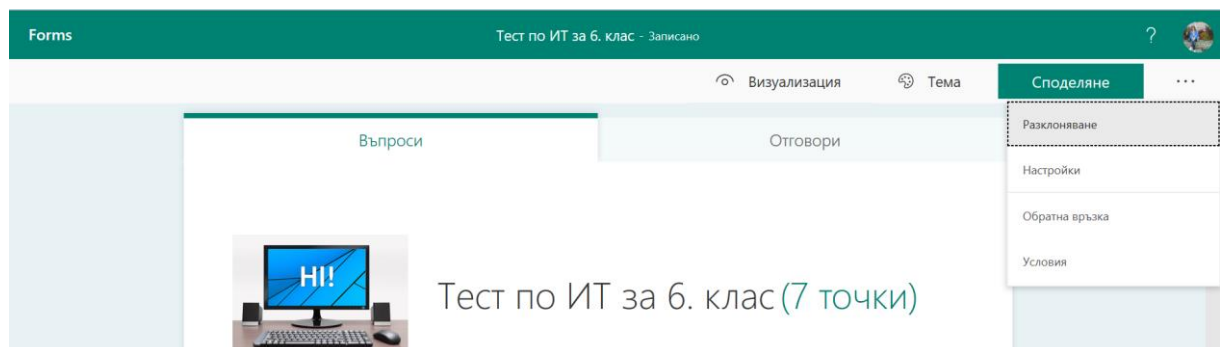 Forms
Тест по ИТ за 6. клас - Записано
?
Визуализация
Тема
Споделяне
...
Разклоняване
Настройки
Обратна връзка
Условия
Въпроси
Отговори
HI!
Тест по ИТ за 6. клас (7 точки)